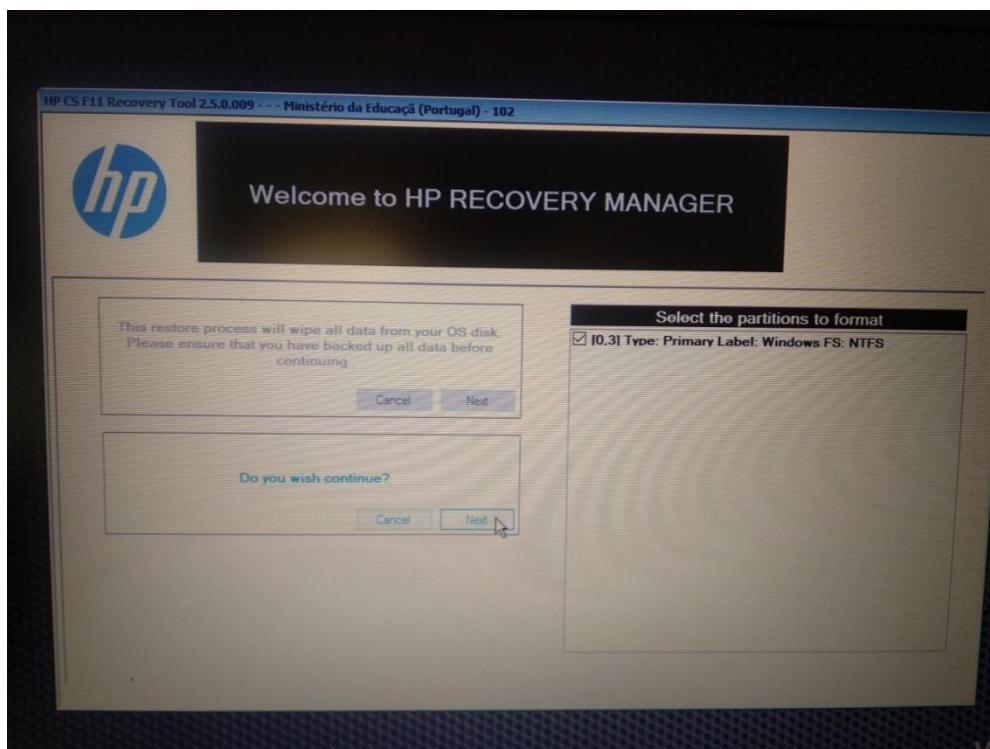 HP CS F11 Recovery Tool 2.5.0.009 - - - Ministério da Educaçã (Portugal) - 102
hp
Welcome to HP RECOVERY MANAGER
This restore process will wipe all data from your OS disk.
Please ensure that you have backed up all data before
continuing
Cancel Next
Do you wish continue?
Cancel Next
Select the partitions to format
[0,3] Type: Primary Label: Windows FS: NTFS